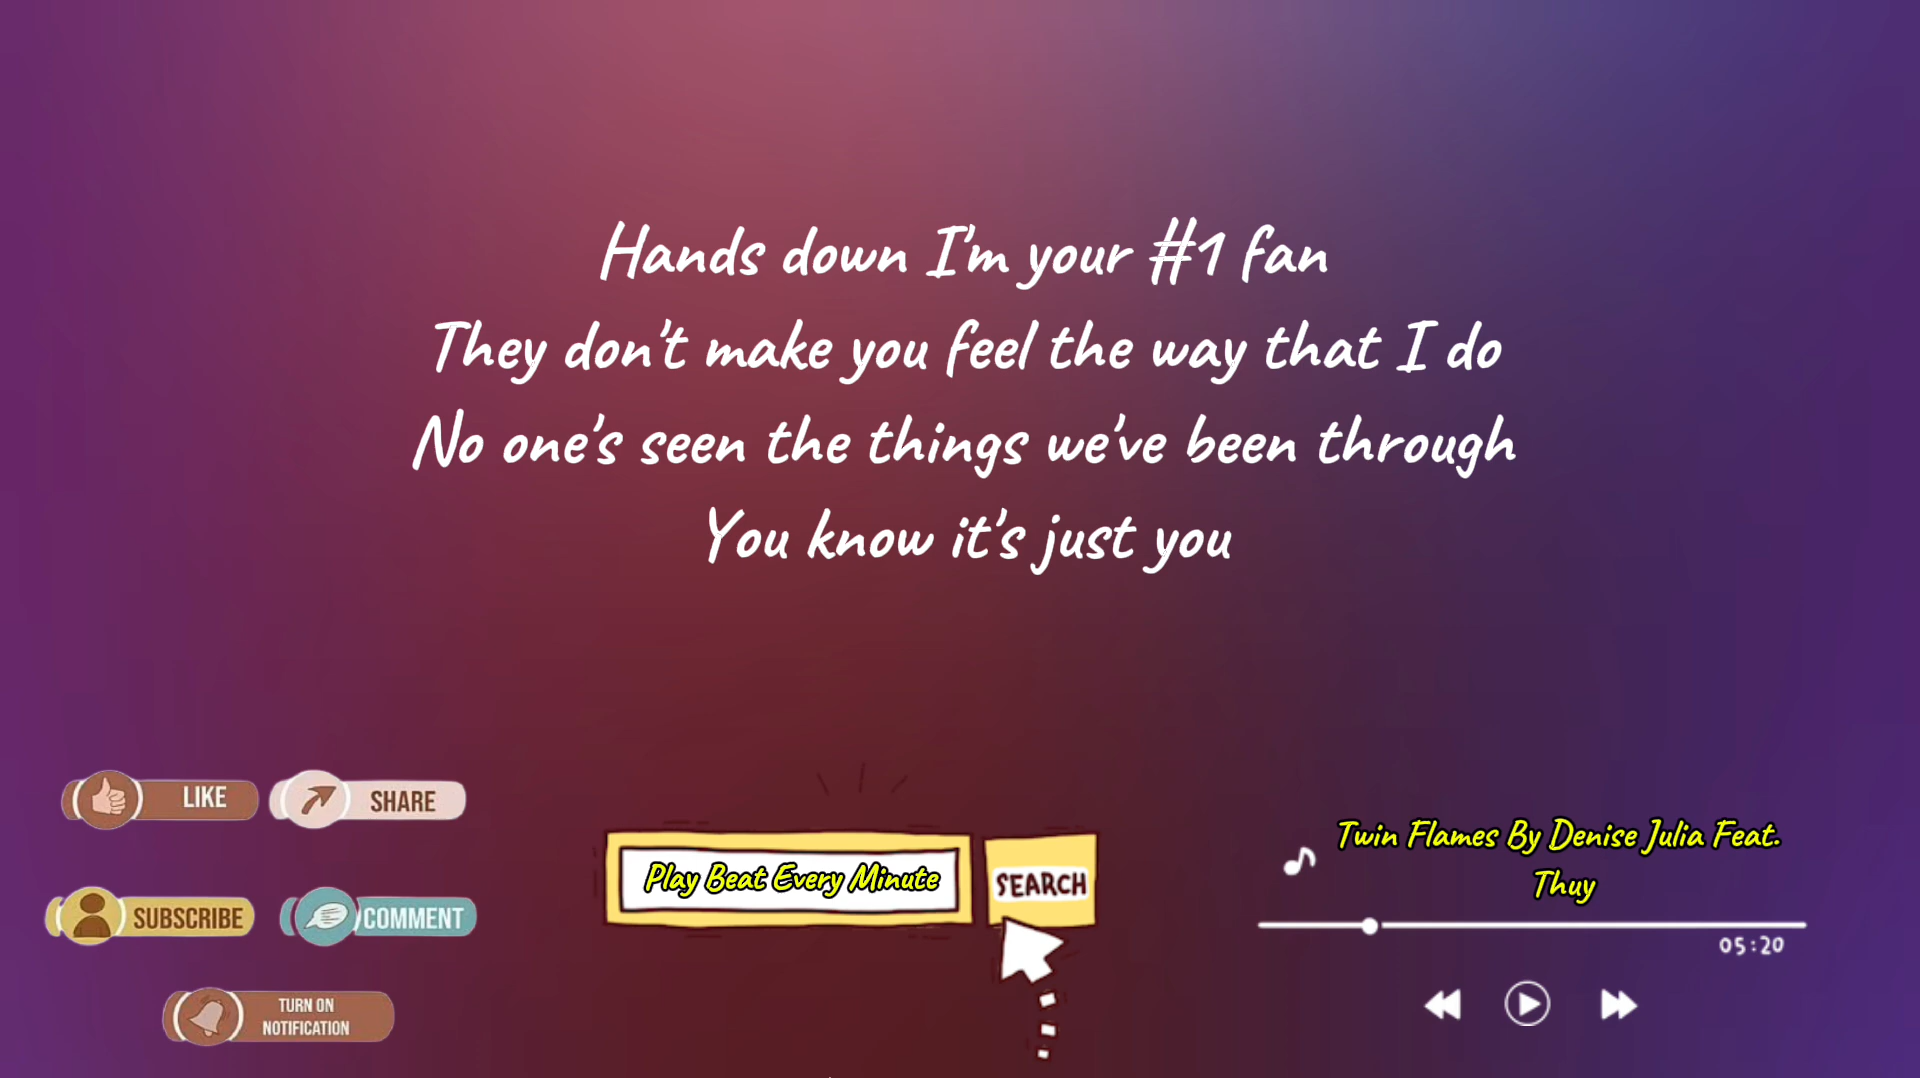 Hands down I'm your #1 fan
They don't make you feel the way that I do
No one's seen the things we've been through
You know it's just you
LIKE
SHARE
SUBSCRIBE
COMMENT
TURN ON
NOTIFICATION
Play Beat Every Minute
SEARCH
Twin Flames By Denise Julia Feat.
Thuy
05:20